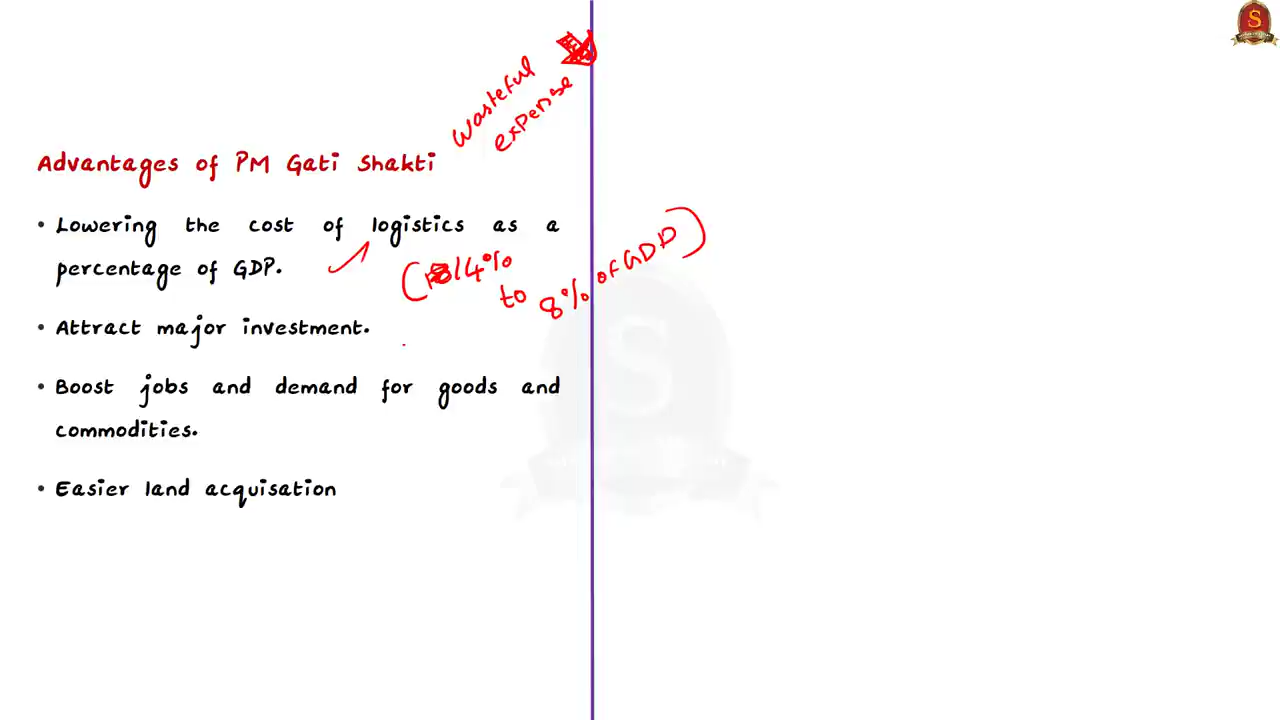 wasteful
expense
Advantages of PM Gati Shakti
• Lowering the cost of logistics as a
percentage of GDP.
(14%
to 8% of GDP)
• Attract major investment.
• Boost jobs and demand for goods and
commodities.
• Easier land acquisation
S
S